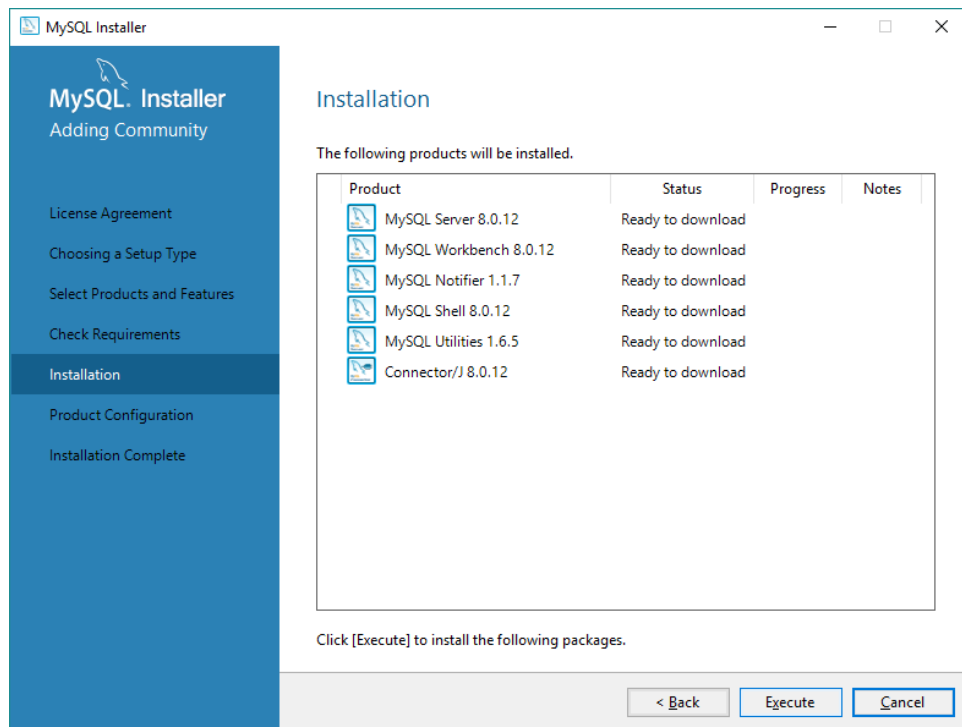 MySQL Installer
MySQL. Installer
Adding Community
License Agreement
Choosing a Setup Type
Select Products and Features
Check Requirements
Installation
Product Configuration
Installation Complete
Installation
The following products will be installed.
Product Status Progress Notes
MySQL Server 8.0.12 Ready to download
MySQL Workbench 8.0.12 Ready to download
MySQL Notifier 1.1.7 Ready to download
MySQL Shell 8.0.12 Ready to download
MySQL Utilities 1.6.5 Ready to download
Connector/J 8.0.12 Ready to download
Click [Execute] to install the following packages.
< Back Execute Cancel